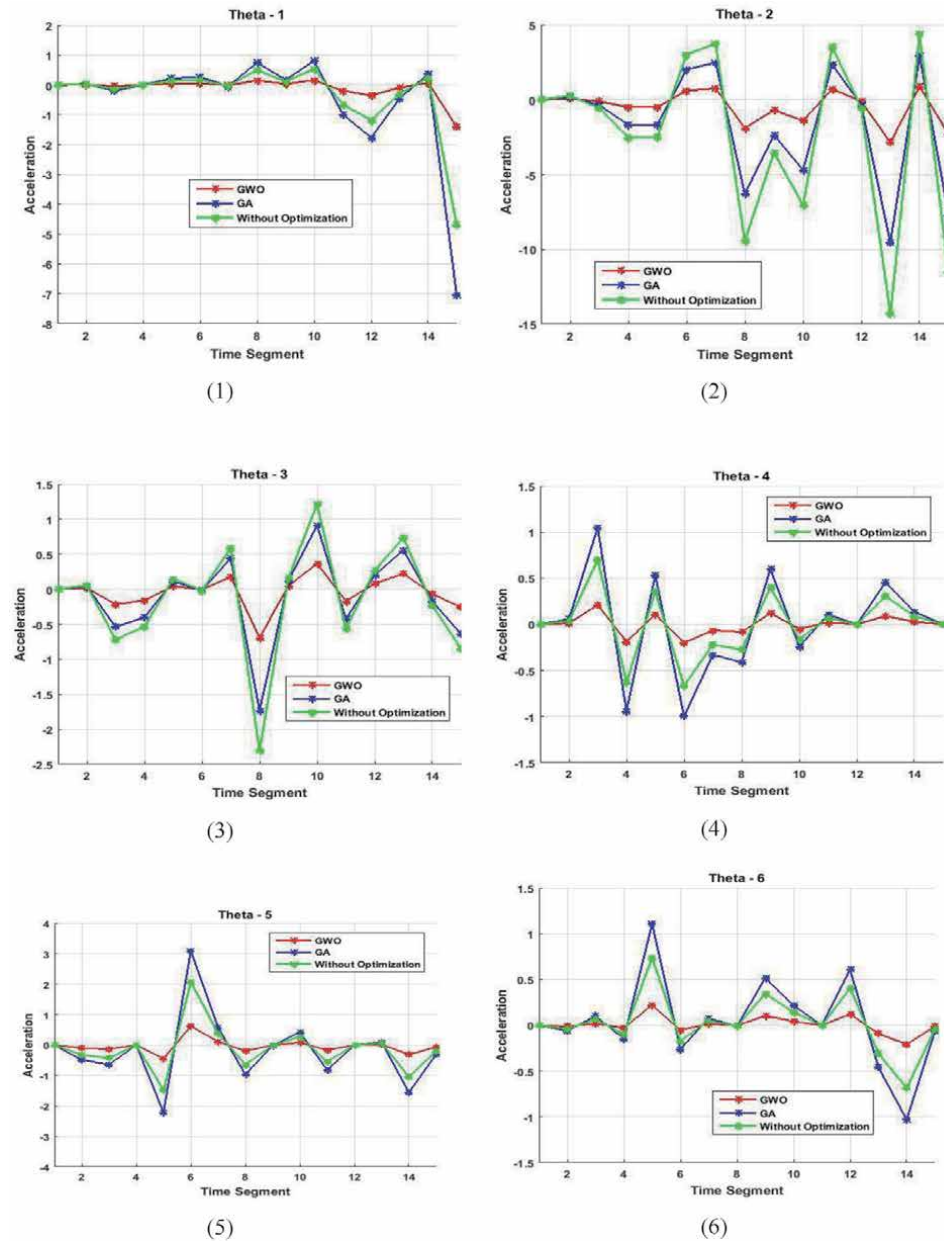 Theta - 1
2
1
0
-1
-2
-3
-4
-5
-6
-7
-8
Acceleration
GWO
GA
Without Optimization
2 4 6 8 10 12 14
Time Segment
(1)
Theta - 2
5
0
-5
-10
-15
Acceleration
GWO
GA
Without Optimization
2 4 6 8 10 12 14
Time Segment
(2)
Theta - 3
1.5
1
0.5
0
-0.5
-1
-1.5
-2
-2.5
Acceleration
GWO
GA
Without Optimization
2 4 6 8 10 12 14
Time Segment
(3)
Theta - 4
1.5
1
0.5
0
-0.5
-1
-1.5
Acceleration
GWO
GA
Without Optimization
2 4 6 8 10 12 14
Time Segment
(4)
Theta - 5
4
3
2
1
0
-1
-2
-3
-4
Acceleration
GWO
GA
Without Optimization
2 4 6 8 10 12 14
Time Segment
(5)
Theta - 6
1.5
1
0.5
0
-0.5
-1
-1.5
Acceleration
GWO
GA
Without Optimization
2 4 6 8 10 12 14
Time Segment
(6)